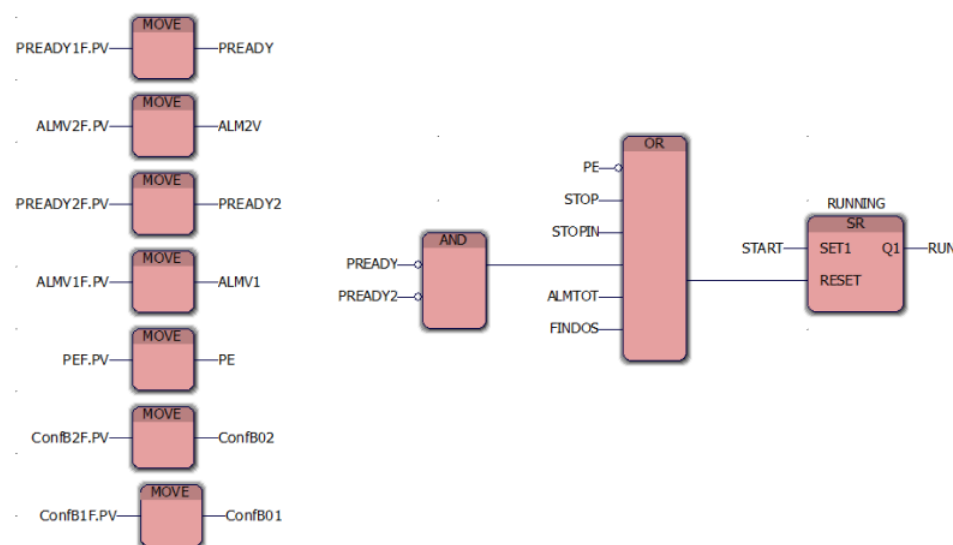 MOVE
PREADY1F.PV PREADY
MOVE
ALMV2F.PV ALM2V
MOVE
PREADY2F.PV PREADY2
MOVE
ALMV1F.PV ALMV1
MOVE
PEF.PV PE
MOVE
ConfB2F.PV ConfB02
MOVE
ConfB1F.PV ConfB01
AND
PREADY
PREADY2
OR
PE
STOP
STOPIN
ALMTOT
FINDOS
RUNNING
SR
START SET1 Q1 RUN
RESET